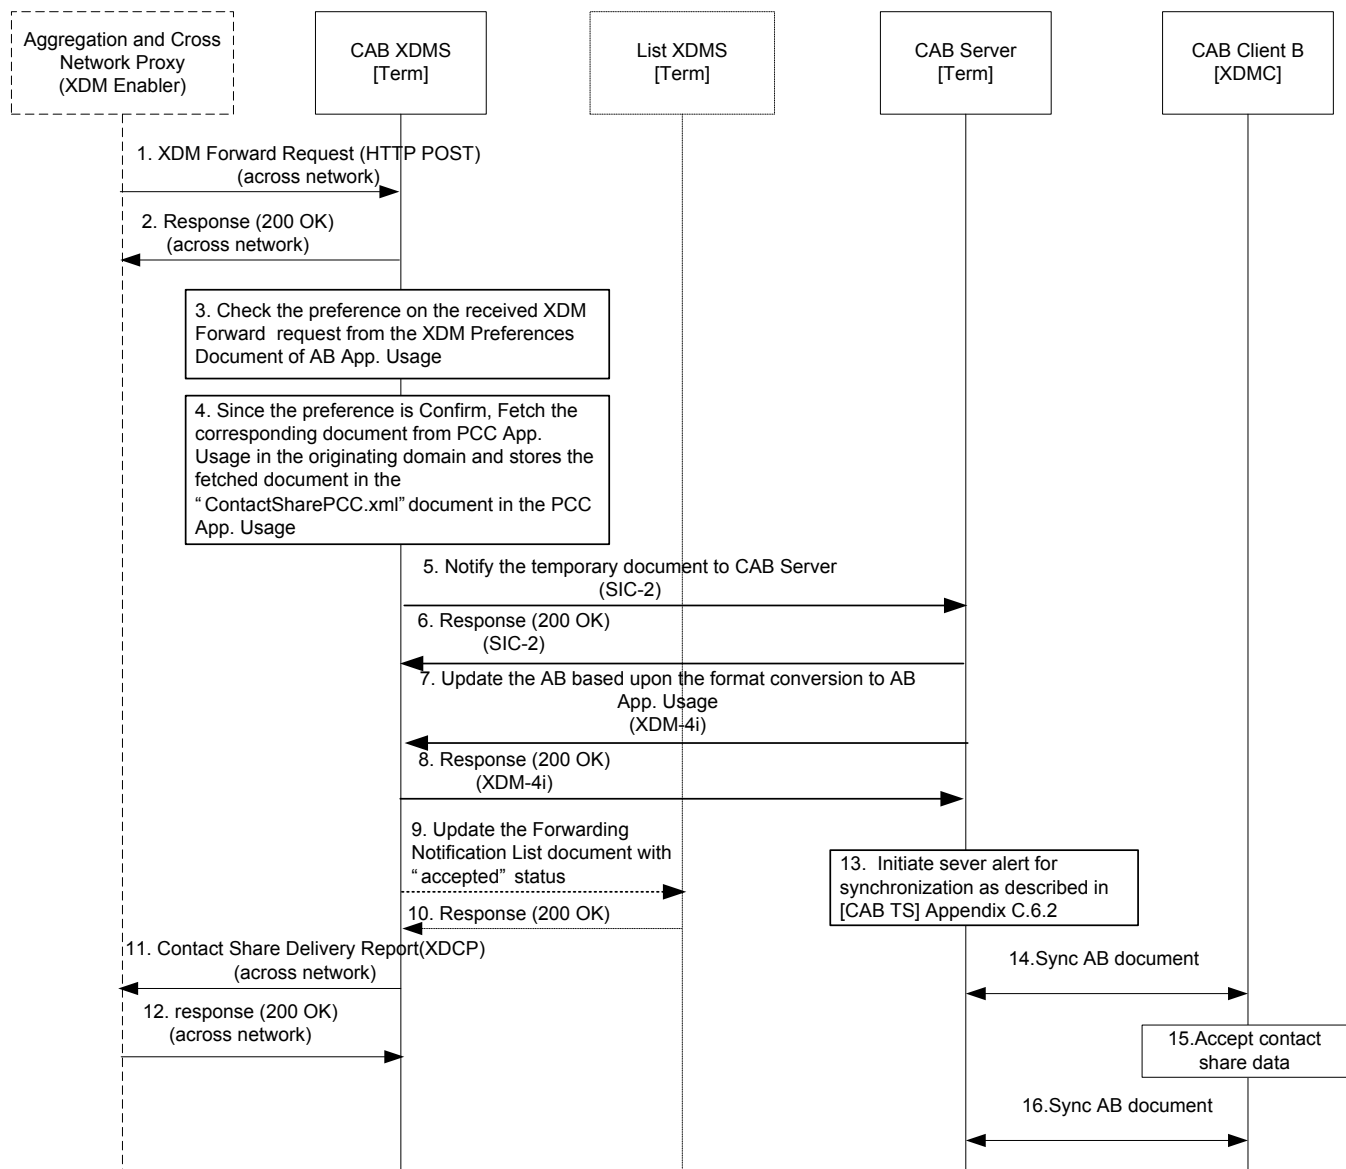 Aggregation and Cross
Network Proxy
(XDM Enabler)
CAB XDMS
[Term]
List XDMS
[Term]
CAB Server
[Term]
CAB Client B
[XDMC]
1. XDM Forward Request (HTTP POST)
(across network)
2. Response (200 OK)
(across network)
3. Check the preference on the received XDM
Forward request from the XDM Preferences
Document of AB App. Usage
4. Since the preference is Confirm, Fetch the
corresponding document from PCC App.
Usage in the originating domain and stores the
fetched document in the
“ContactSharePCC.xml” document in the PCC
App. Usage
5. Notify the temporary document to CAB Server
(SIC-2)
6. Response (200 OK)
(SIC-2)
7. Update the AB based upon the format conversion to AB
App. Usage
(XDM-4i)
8. Response (200 OK)
(XDM-4i)
9. Update the Forwarding
Notification List document with
“accepted” status
10. Response (200 OK)
11. Contact Share Delivery Report(XDCP)
(across network)
12. response (200 OK)
(across network)
13. Initiate sever alert for
synchronization as described in
[CAB TS] Appendix C.6.2
14.Sync AB document
15.Accept contact
share data
16.Sync AB document